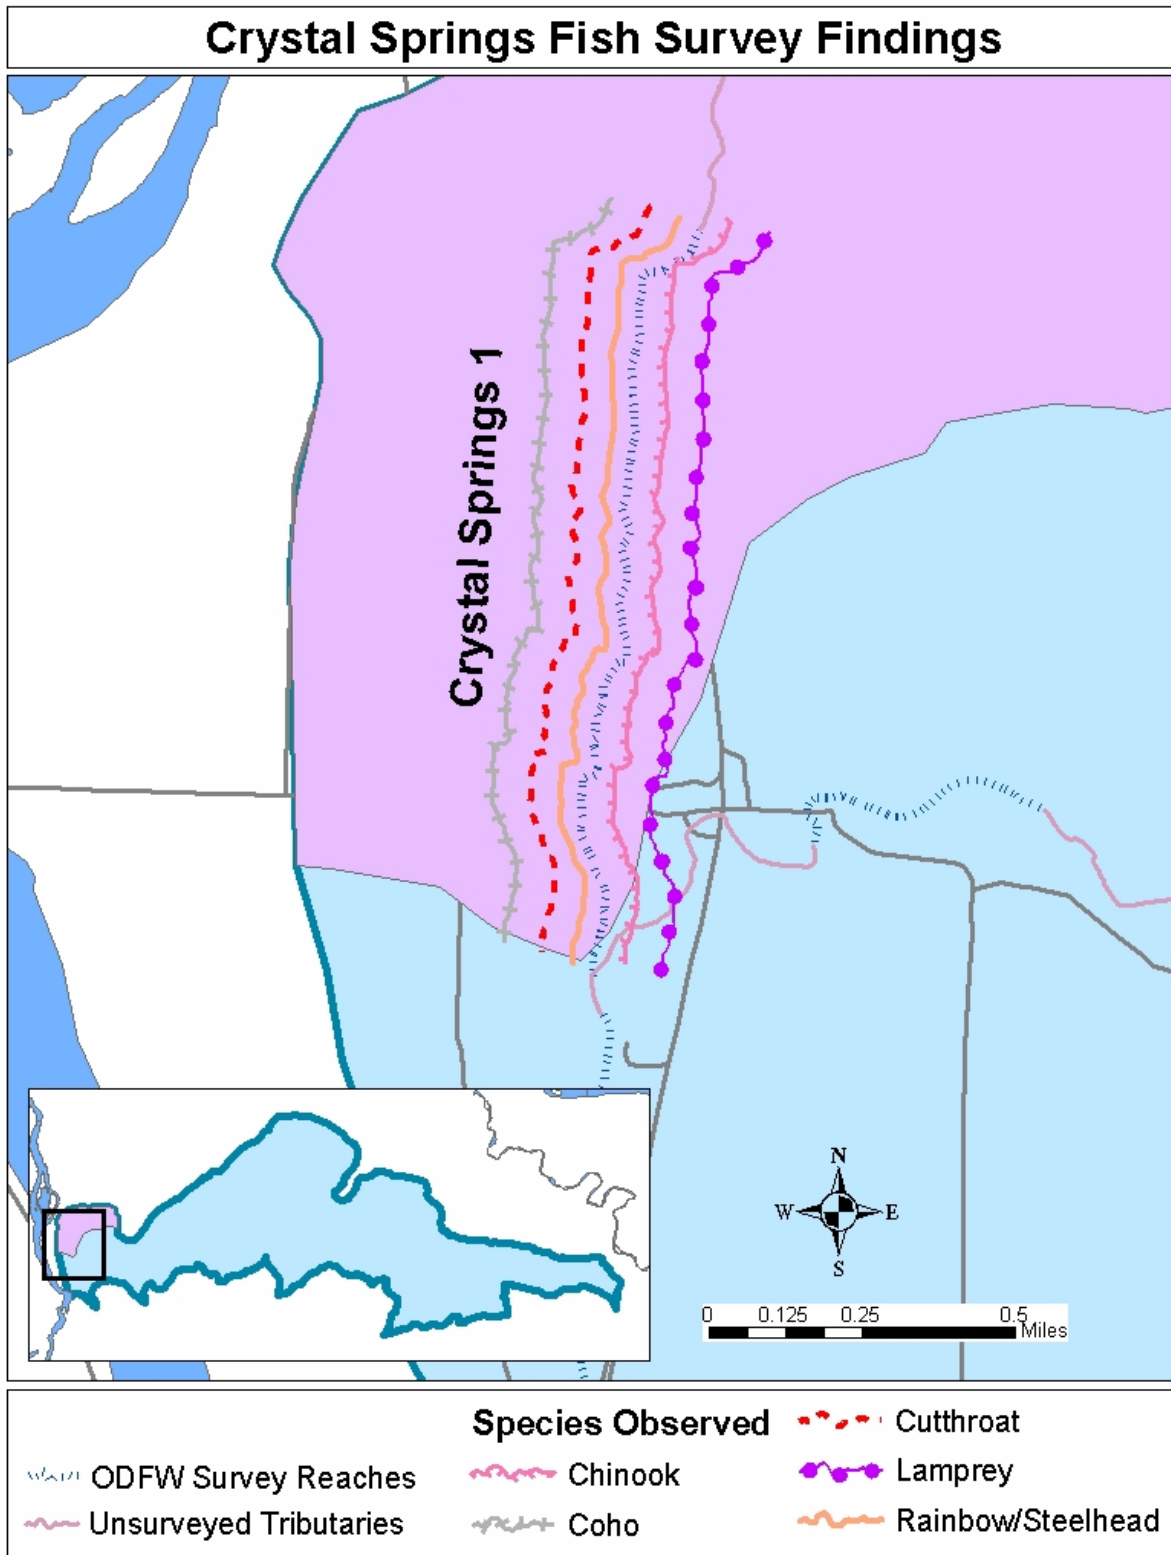 Crystal Springs Fish Survey Findings
Crystal Springs 1
N
W
E
S
0
0.125
0.25
0.5
Miles
Species Observed
ODFW Survey Reaches
Unsurveyed Tributaries
Chinook
Coho
Cutthroat
Lamprey
Rainbow/Steelhead